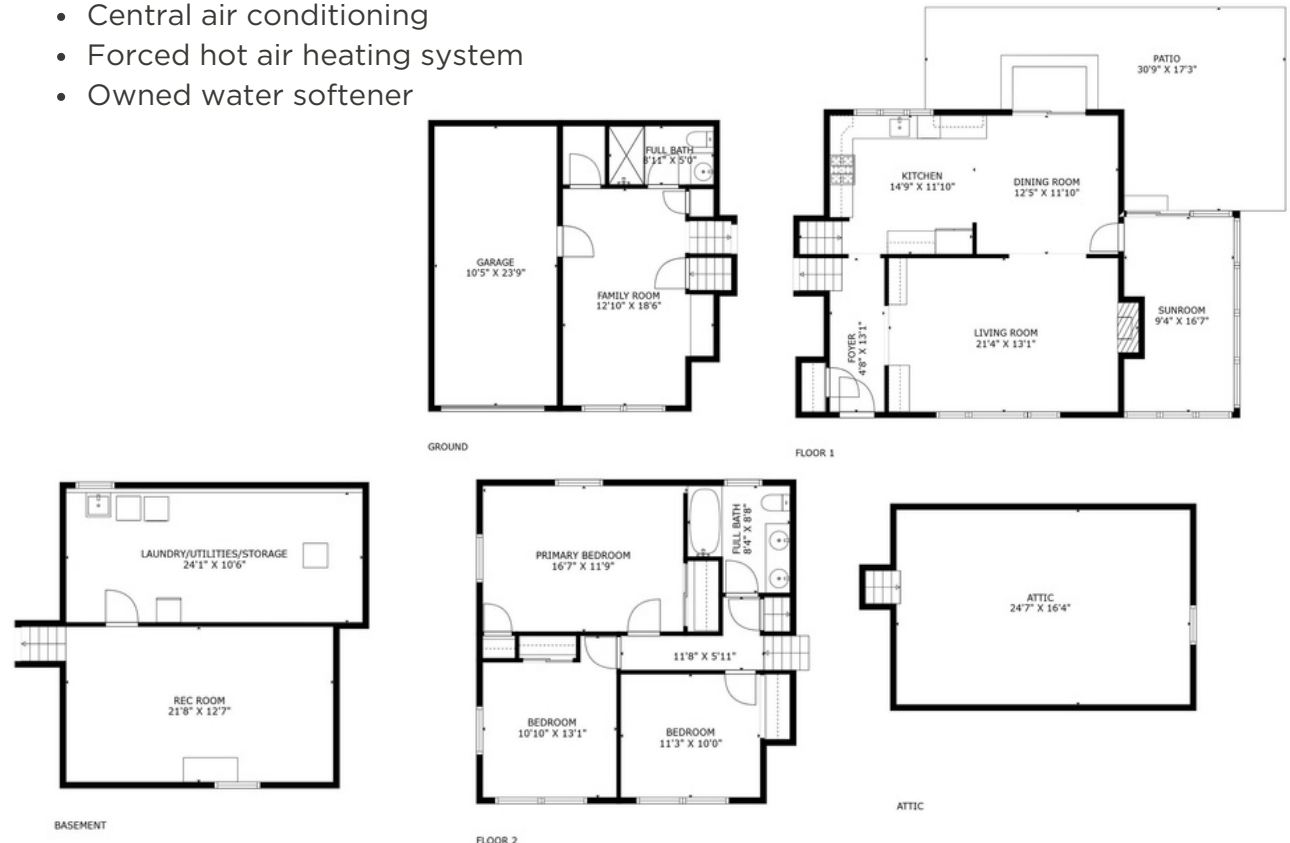 • Central air conditioning
• Forced hot air heating system
• Owned water softener
PATIO
30'9" X 17'3"
FULL BATH
8'11" X 5'0"
GARAGE
10'5" X 23'9"
FAMILY ROOM
12'10" X 18'6"
GROUND
KITCHEN
14'9" X 11'10"
DINING ROOM
12'5" X 11'10"
SUNROOM
9'4" X 16'7"
LIVING ROOM
21'4" X 13'1"
FOYER
4'8" X 13'1"
FLOOR 1
LAUNDRY/UTILITIES/STORAGE
24'1" X 10'6"
REC ROOM
21'8" X 12'7"
BASEMENT
PRIMARY BEDROOM
16'7" X 11'9"
FULL BATH
8'4" X 8'8"
11'8" X 5'11"
BEDROOM
10'10" X 13'1"
BEDROOM
11'3" X 10'0"
FLOOR 2
ATTIC
24'7" X 16'4"
ATTIC